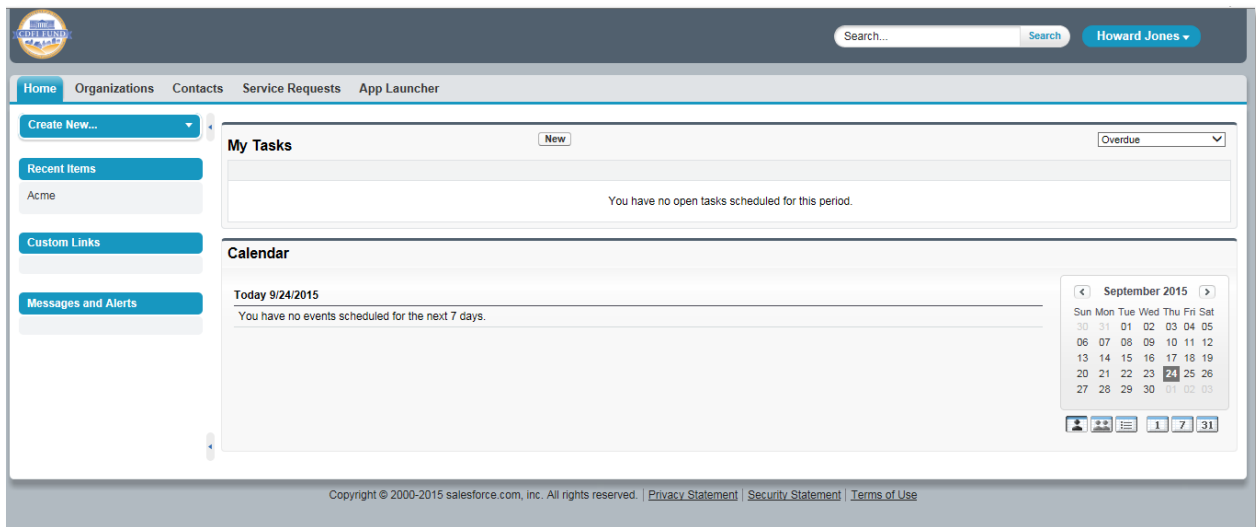 CDFI FUND
Search... Search Howard Jones
Home Organizations Contacts Service Requests App Launcher
Create New...
Recent Items
Acme
Custom Links
Messages and Alerts
My Tasks New Overdue
You have no open tasks scheduled for this period.
Calendar
Today 9/24/2015
You have no events scheduled for the next 7 days.
September 2015
Sun Mon Tue Wed Thu Fri Sat
30 31 01 02 03 04 05
06 07 08 09 10 11 12
13 14 15 16 17 18 19
20 21 22 23 24 25 26
27 28 29 30 01 02 03
1 7 31
Copyright © 2000-2015 salesforce.com, inc. All rights reserved. | Privacy Statement | Security Statement | Terms of Use